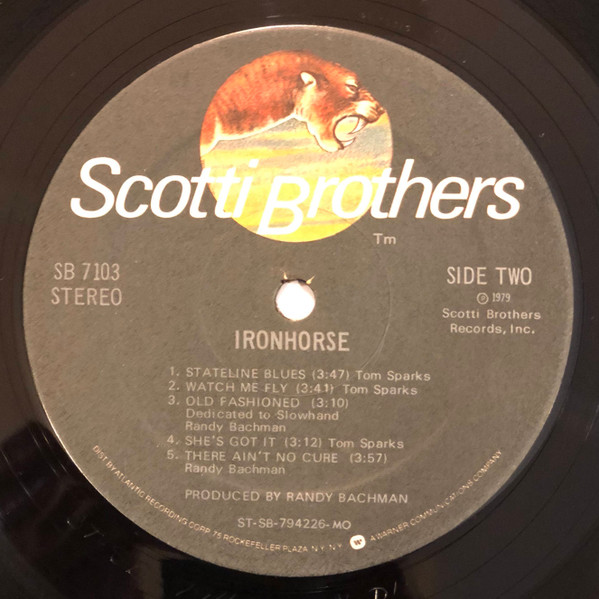 Scotti Brothers
Tm
SB 7103
STEREO
SIDE TWO
℗ 1979
Scotti Brothers
Records, Inc.
IRONHORSE
1. STATELINE BLUES (3:47) Tom Sparks
2. WATCH ME FLY (3:41) Tom Sparks
3. OLD FASHIONED (3:10)
Dedicated to Slowhand
Randy Bachman
4. SHE'S GOT IT (3:12) Tom Sparks
5. THERE AIN'T NO CURE (3:57)
Randy Bachman
PRODUCED BY RANDY BACHMAN
ST-SB-794226-MO
DIST BY ATLANTIC RECORDING CORP. 75 ROCKEFELLER PLAZA N.Y. N.Y. A WARNER COMMUNICATIONS COMPANY